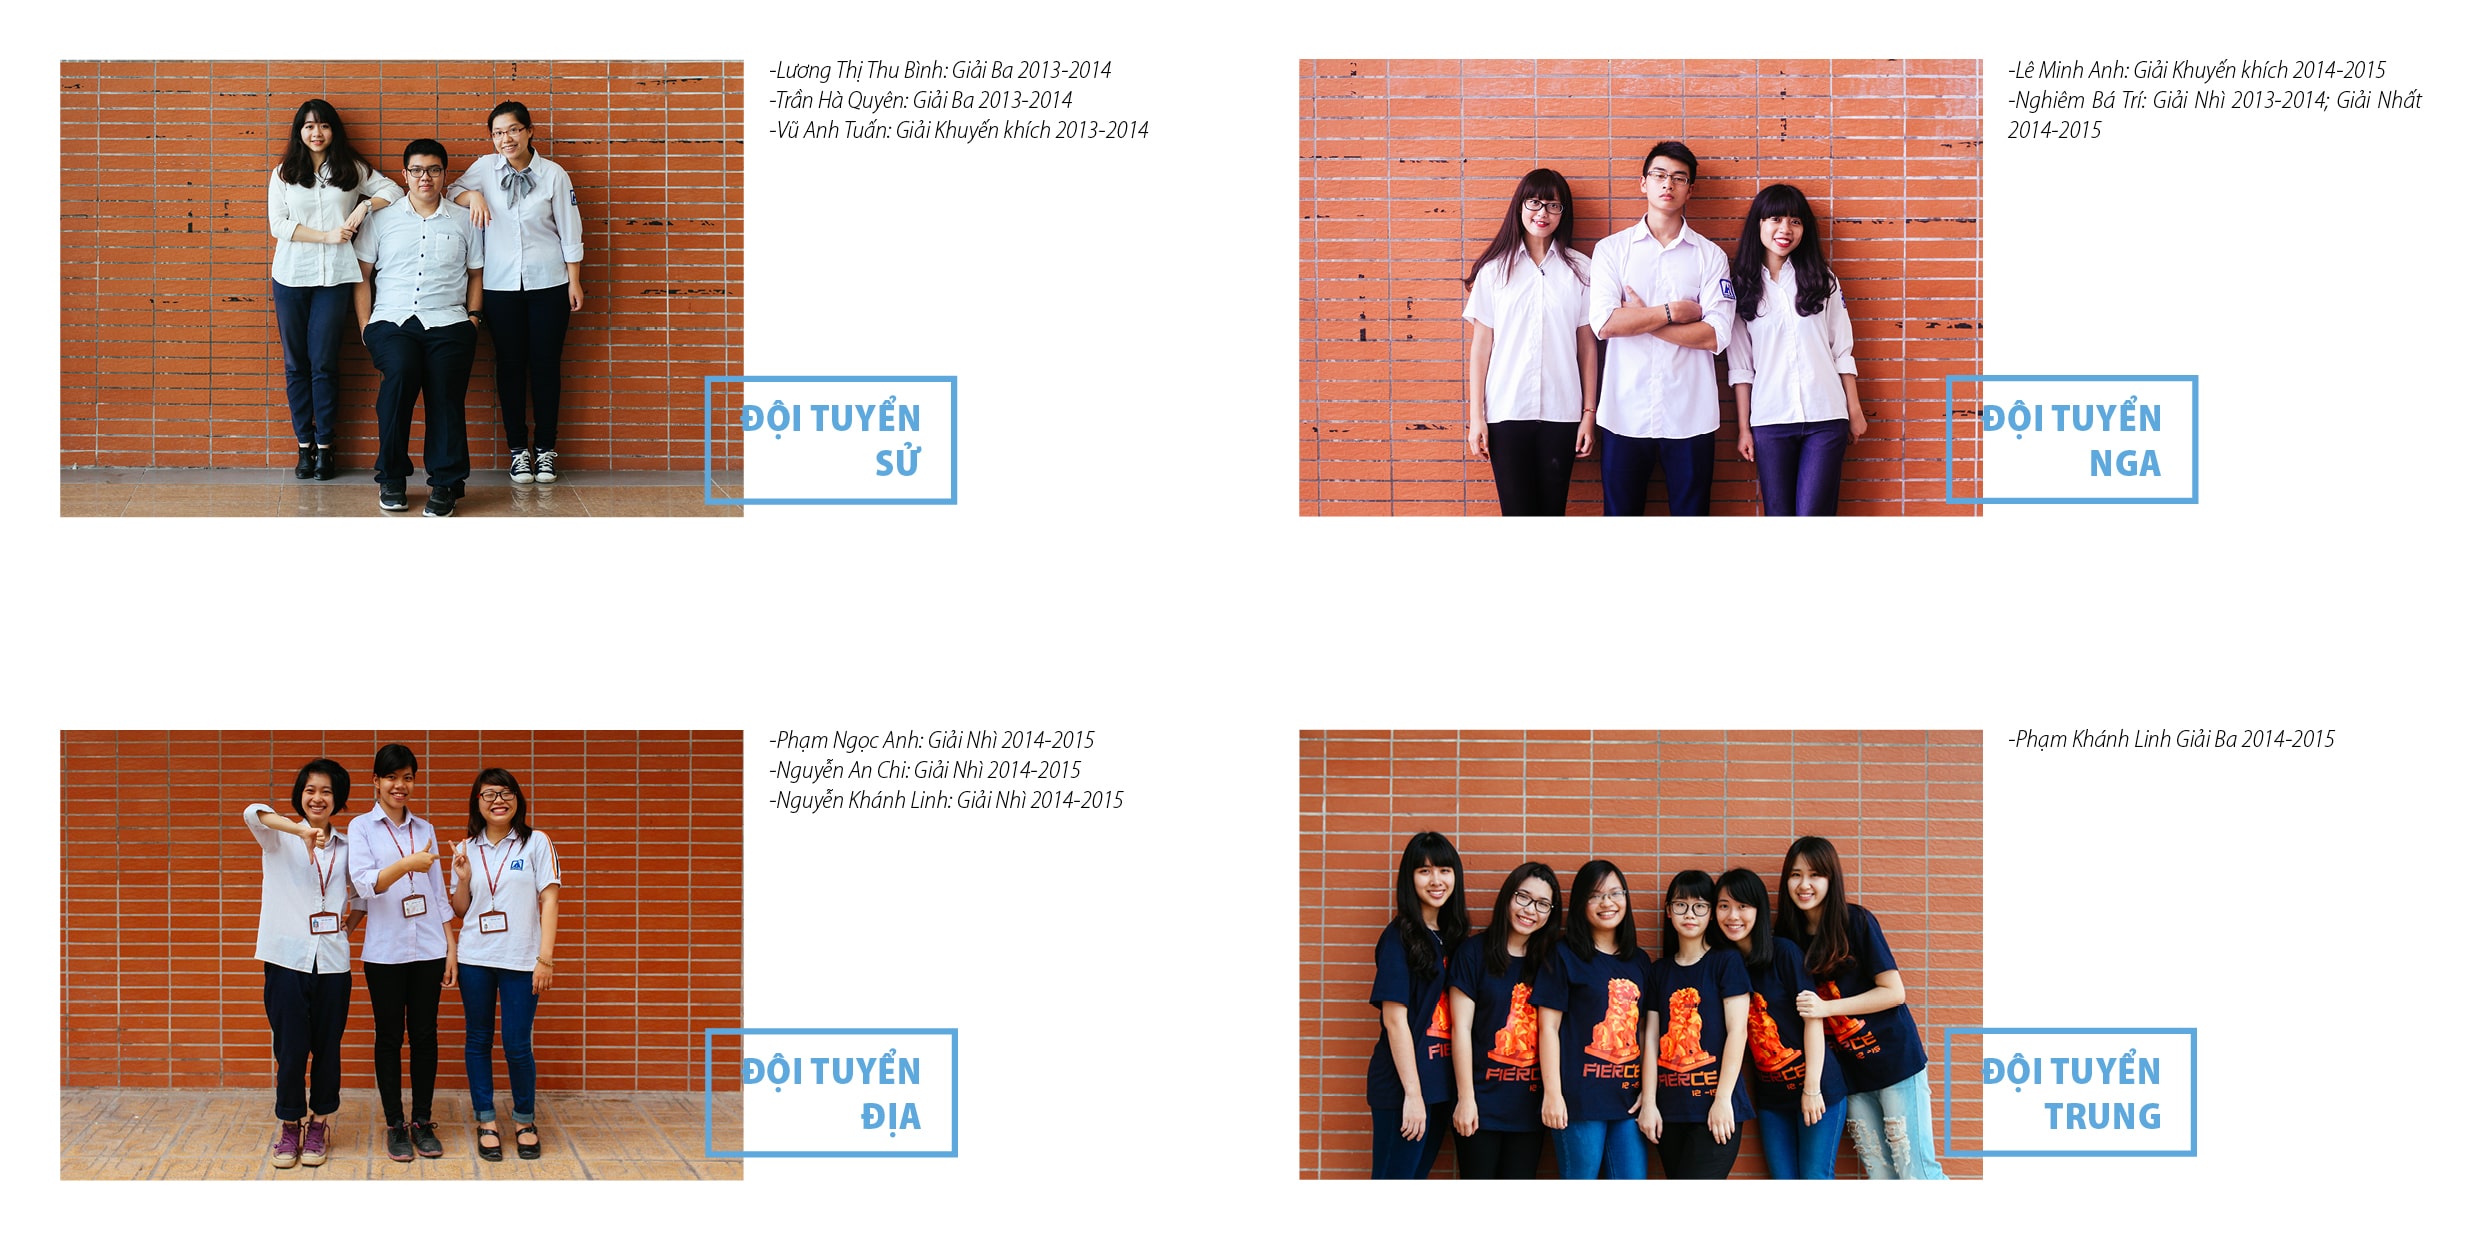 -Lương Thị Thu Bình: Giải Ba 2013-2014
-Trần Hà Quyên: Giải Ba 2013-2014
-Vũ Anh Tuấn: Giải Khuyến khích 2013-2014
ĐỘI TUYỂN
SỬ
-Lê Minh Anh: Giải Khuyến khích 2014-2015
-Nghiêm Bá Trí: Giải Nhì 2013-2014; Giải Nhất
2014-2015
ĐỘI TUYỂN
NGA
-Phạm Ngọc Anh: Giải Nhì 2014-2015
-Nguyễn An Chi: Giải Nhì 2014-2015
-Nguyễn Khánh Linh: Giải Nhì 2014-2015
ĐỘI TUYỂN
ĐỊA
-Phạm Khánh Linh Giải Ba 2014-2015
FIERCE
12-15
ĐỘI TUYỂN
TRUNG